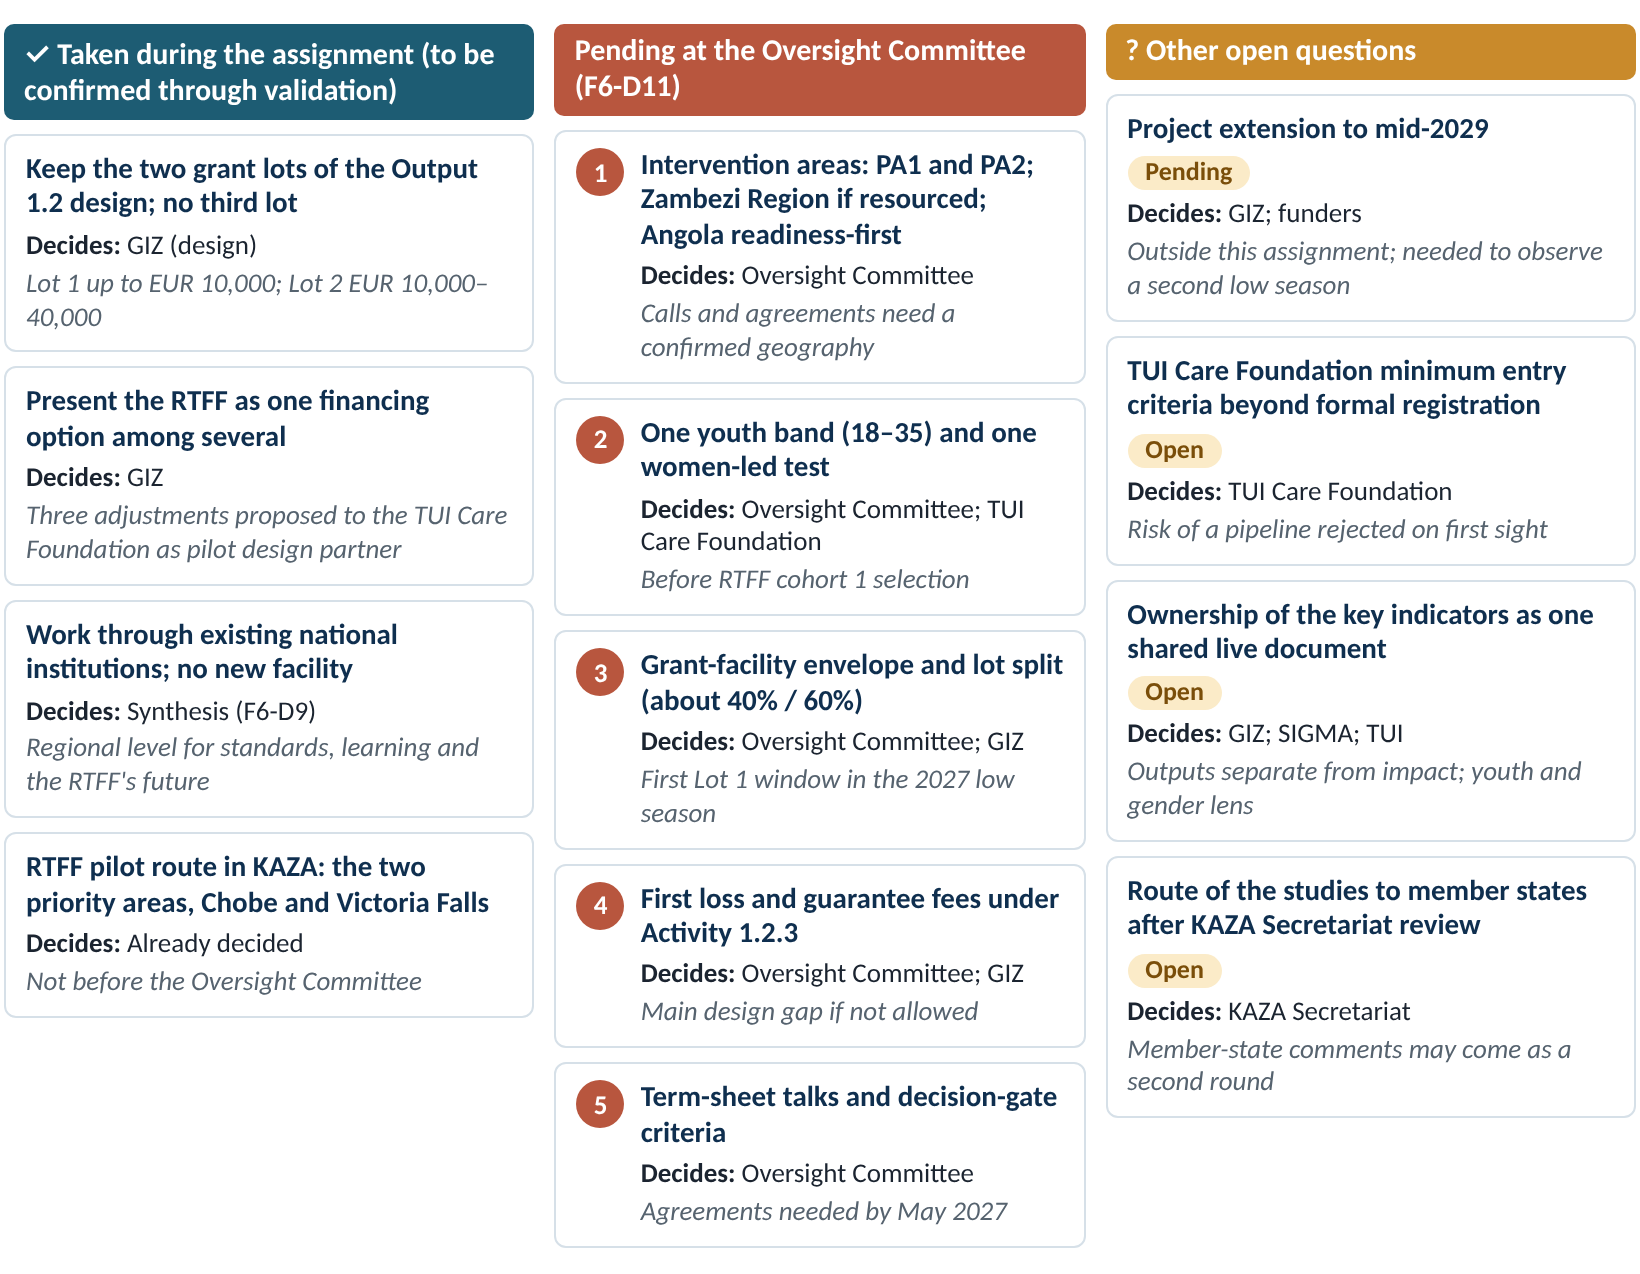 ✓ Taken during the assignment (to be
confirmed through validation)
Keep the two grant lots of the Output
1.2 design; no third lot
Decides: GIZ (design)
Lot 1 up to EUR 10,000; Lot 2 EUR 10,000–
40,000
Present the RTFF as one financing
option among several
Decides: GIZ
Three adjustments proposed to the TUI Care
Foundation as pilot design partner
Work through existing national
institutions; no new facility
Decides: Synthesis (F6-D9)
Regional level for standards, learning and
the RTFF's future
RTFF pilot route in KAZA: the two
priority areas, Chobe and Victoria Falls
Decides: Already decided
Not before the Oversight Committee
Pending at the Oversight Committee
(F6-D11)
1
Intervention areas: PA1 and PA2;
Zambezi Region if resourced;
Angola readiness-first
Decides: Oversight Committee
Calls and agreements need a
confirmed geography
2
One youth band (18–35) and one
women-led test
Decides: Oversight Committee; TUI
Care Foundation
Before RTFF cohort 1 selection
3
Grant-facility envelope and lot split
(about 40% / 60%)
Decides: Oversight Committee; GIZ
First Lot 1 window in the 2027 low
season
4
First loss and guarantee fees under
Activity 1.2.3
Decides: Oversight Committee; GIZ
Main design gap if not allowed
5
Term-sheet talks and decision-gate
criteria
Decides: Oversight Committee
Agreements needed by May 2027
? Other open questions
Project extension to mid-2029
Pending
Decides: GIZ; funders
Outside this assignment; needed to observe
a second low season
TUI Care Foundation minimum entry
criteria beyond formal registration
Open
Decides: TUI Care Foundation
Risk of a pipeline rejected on first sight
Ownership of the key indicators as one
shared live document
Open
Decides: GIZ; SIGMA; TUI
Outputs separate from impact; youth and
gender lens
Route of the studies to member states
after KAZA Secretariat review
Open
Decides: KAZA Secretariat
Member-state comments may come as a
second round